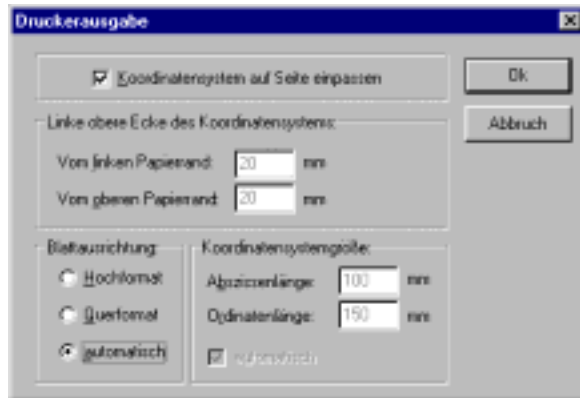 Druckerausgabe
Koordinatensystem auf Seite einpassen
Ok
Linke obere Ecke des Koordinatensystems:
Abbruch
Vom linken Papierrand: 20 mm
Vom oberen Papierrand: 20 mm
Blattausrichtung:
Koordinatensystemgröße:
Hochformat
Abszissenlänge: 100 mm
Querformat
Ordinatenlänge: 150 mm
automatisch
automatisch